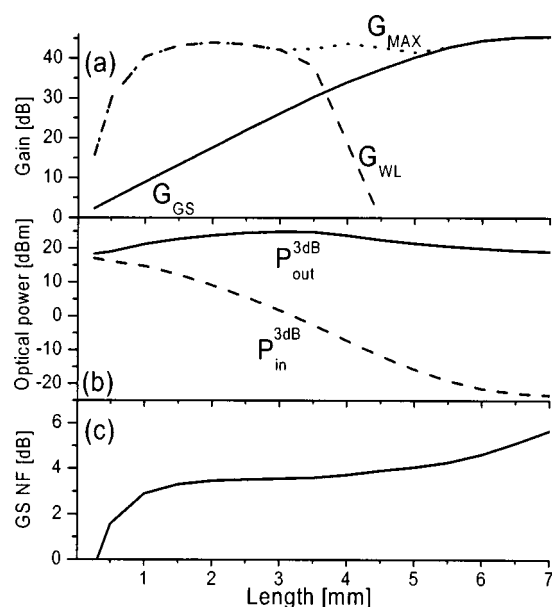 (a)
Gain [dB]
40
30
20
10
0
G_MAX
G_WL
G_GS
(b)
Optical power [dBm]
20
10
0
-10
-20
P_out^3dB
P_in^3dB
(c)
GS NF [dB]
6
4
2
0
1 2 3 4 5 6 7
Length [mm]